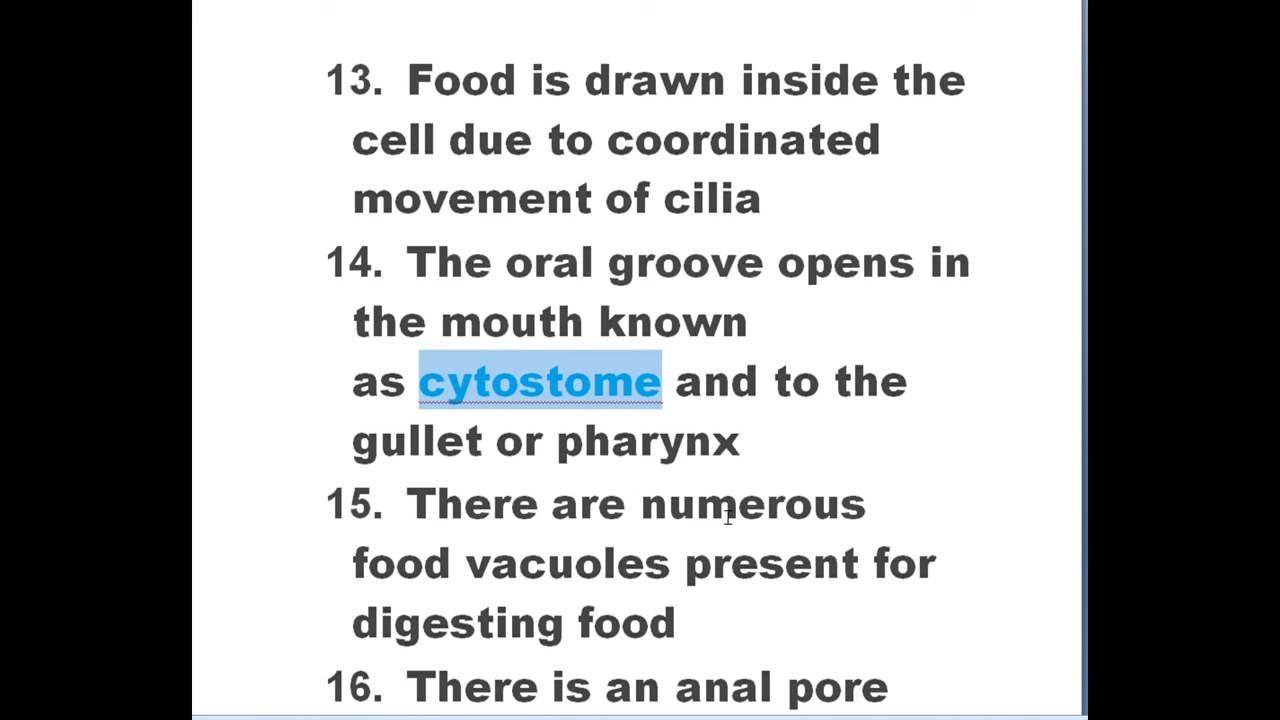 13. Food is drawn inside the
cell due to coordinated
movement of cilia
14. The oral groove opens in
the mouth known
as cytostome and to the
gullet or pharynx
15. There are numerous
food vacuoles present for
digesting food
16. There is an anal pore